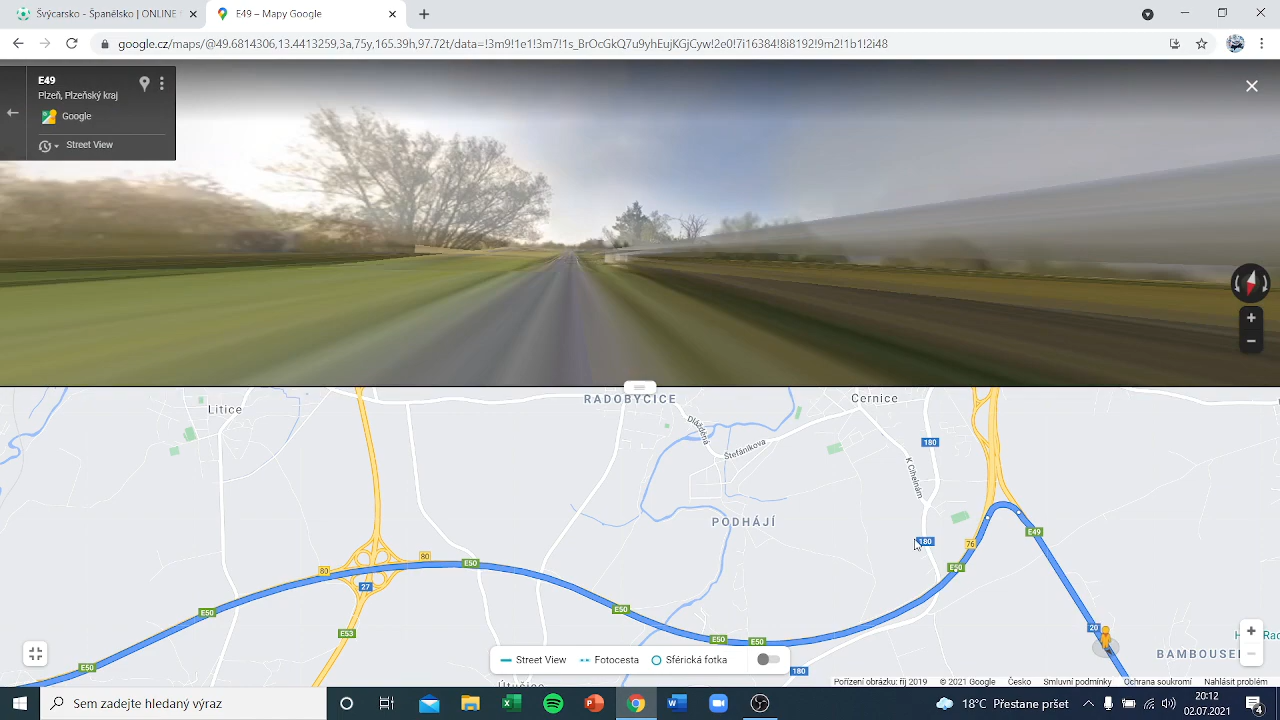 Švýcarsko - Španělsko | ONLINE
E49 – Mapy Google
google.cz/maps/@49.6814306,13.4413259,3a,75y,165.39h,97.72t/data=!3m9!1e1!3m7!1s_BrOcGkQ7u9yhEujKGjCyw!2e0!7i16384!8i8192!9m2!1b1!2i48
E49
Plzeň, Plzeňský kraj
Google
Street View
RADOBYČICE
Černice
Litice
Dlážděná
180
Štefánikova
K Cihelnám
PODHÁJÍ
E49
180
76
80
80
E50
E50
27
E50
E50
20
E53
E50
E50
BAMBOUSE
E50
180
Street View
Fotocesta
Sférická fotka
Pořízení obrázku: říj 2019
© 2021 Google
Česko
Smluvní podmínky
Ochrana soukromí
Nahlásit problém
Sem zadejte hledaný výraz
18°C Přestane pršet
20:12
02.07.2021